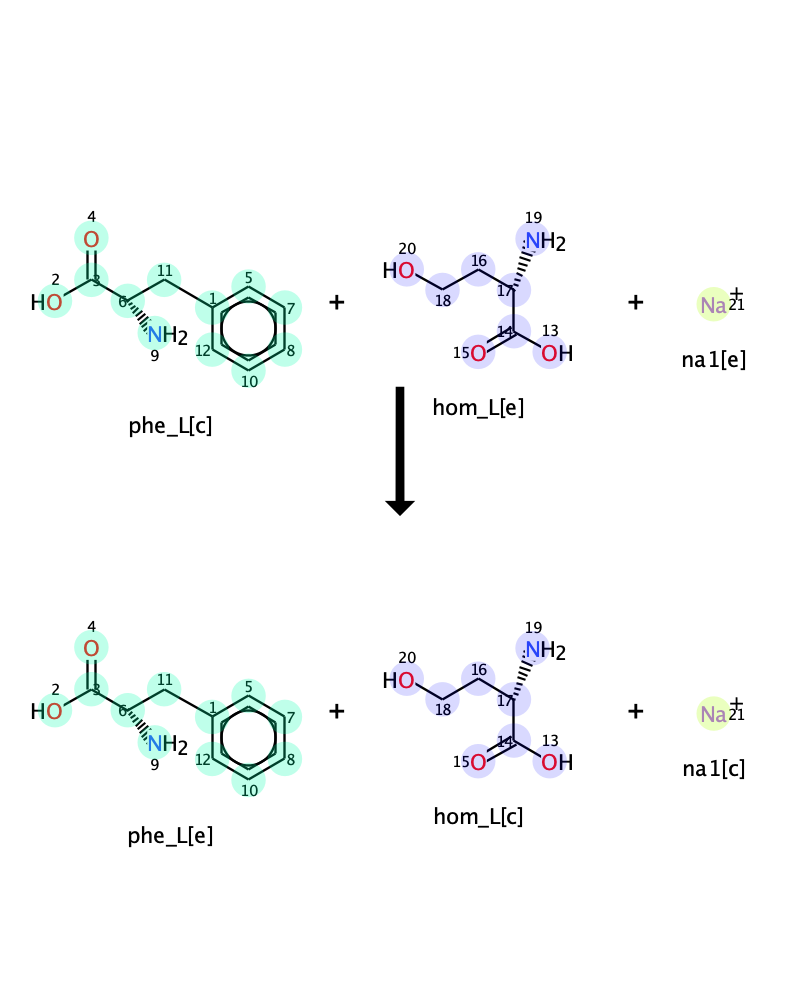 4 19
O NH2
2 3 11 5 20 16
HO 6 1 7 + HO 17 + Na+ 21
NH2 18
9 12 8 14 13
10 15 O OH
na1[e]
phe_L[c] hom_L[e]
4 19
O NH2
2 3 11 5 20 16
HO 6 1 7 + HO 17 + Na+ 21
NH2 18
9 12 8 14 13
10 15 O OH
na1[c]
phe_L[e] hom_L[c]